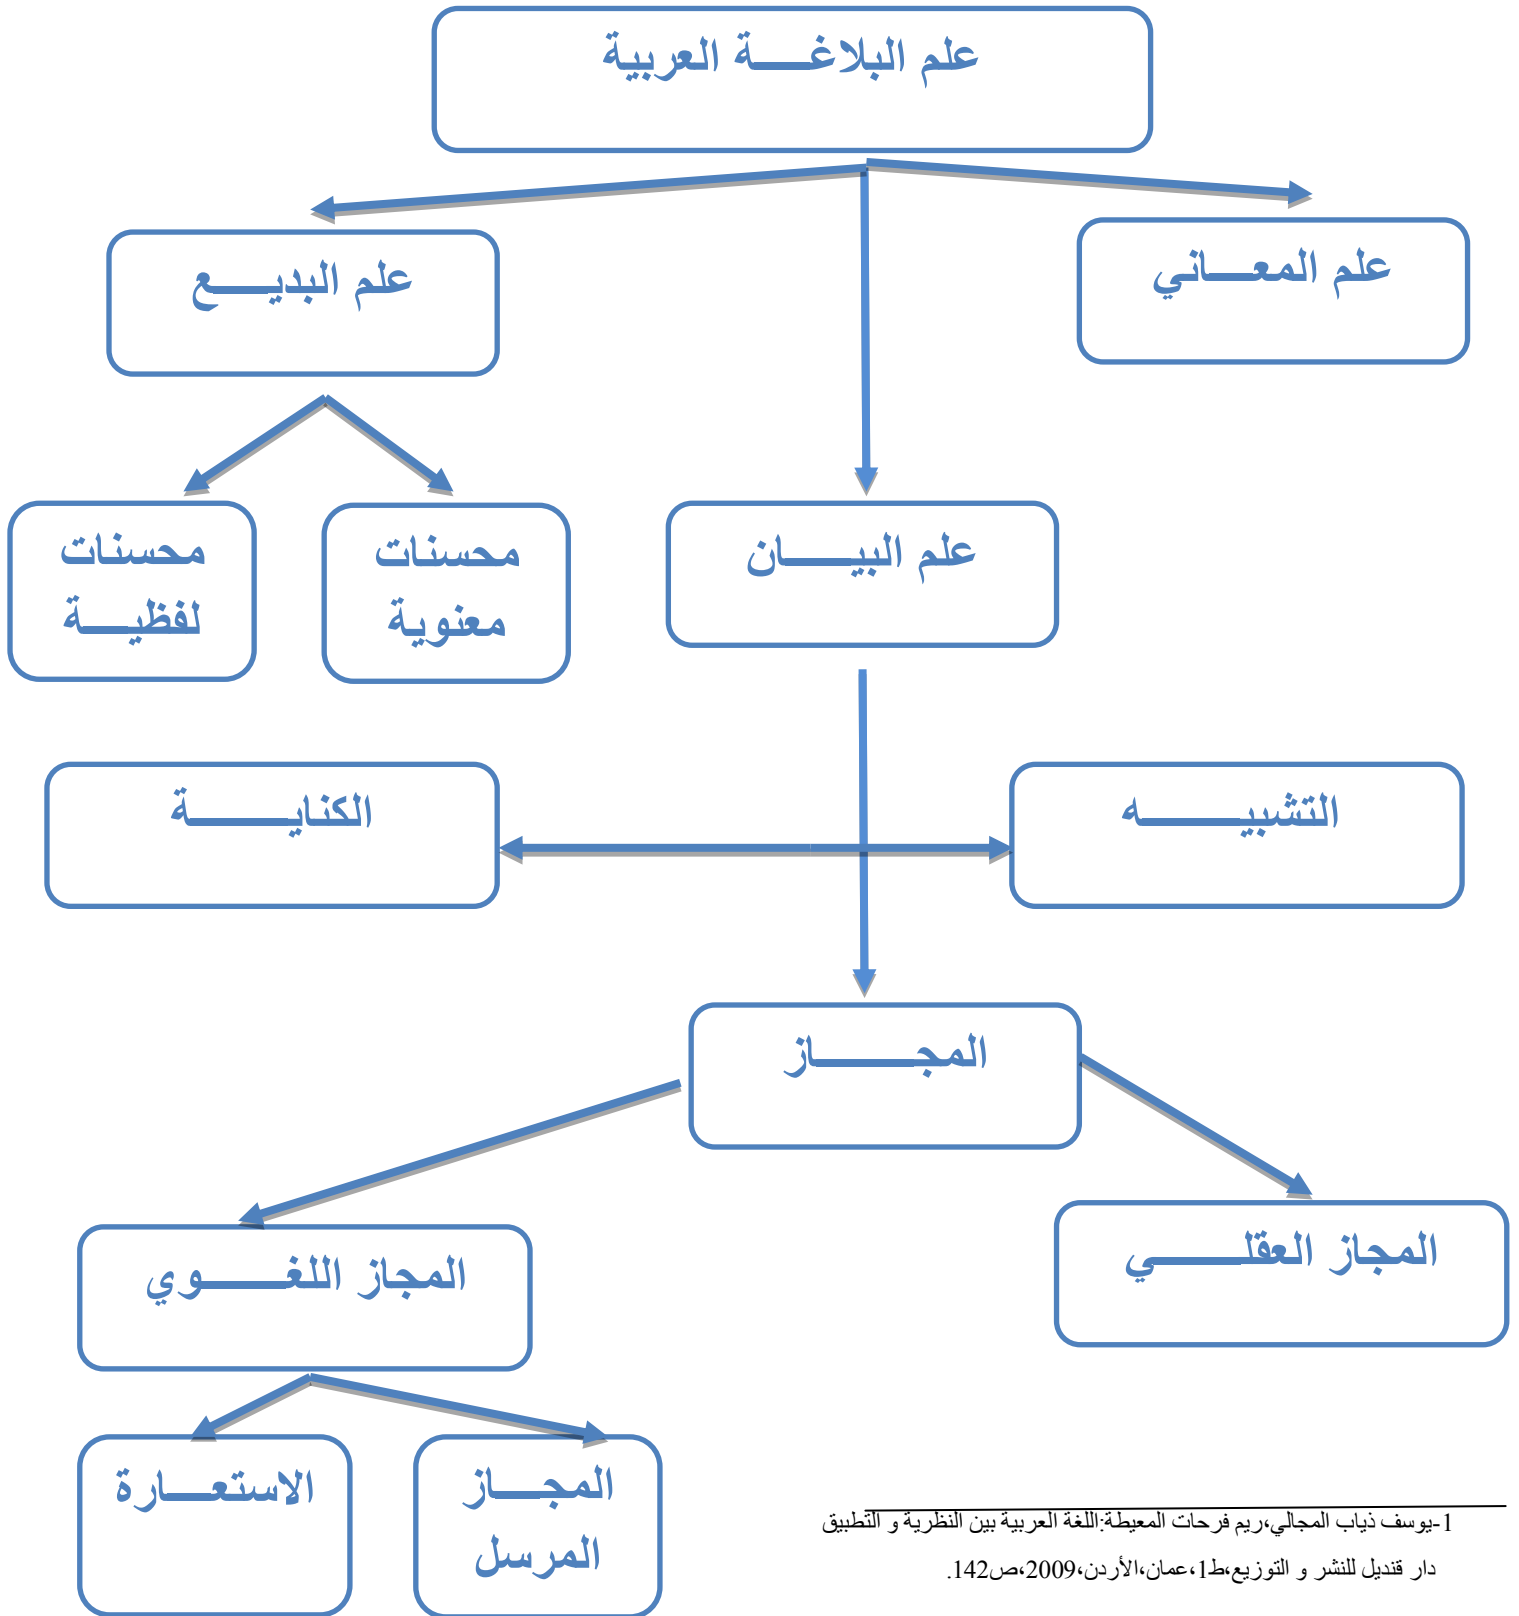 علم البلاغـــة العربية
علم المعـــاني
علم البديـــع
علم البيـــان
محسنات
معنوية
محسنات
لفظيـــة
التشبيـــه
الكنايـــة
المجـــاز
المجاز العقلـــي
المجاز اللغـــوي
المجـــاز
المرسل
الاستعـــارة
1-يوسف ذياب المجالي،ريم فرحات المعيطة:اللغة العربية بين النظرية و التطبيق
دار قنديل للنشر و التوزيع،ط1،عمان،الأردن،2009،ص142.